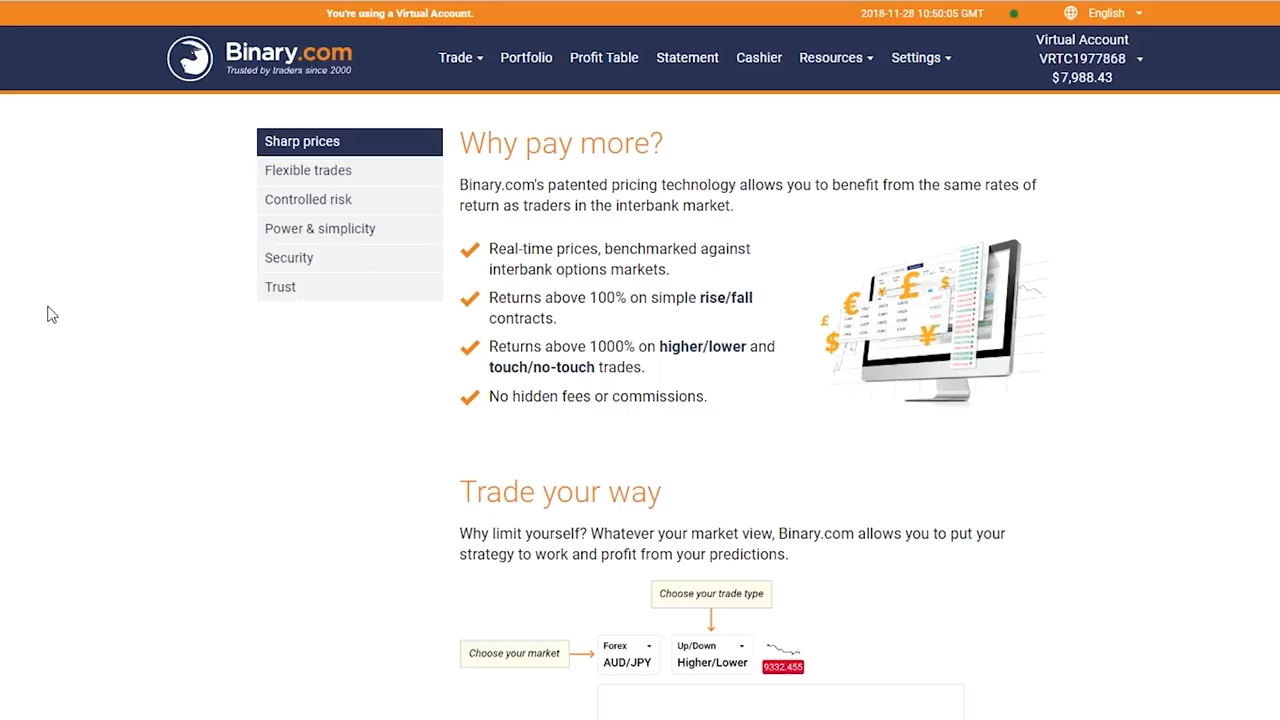 You're using a Virtual Account.
2018-11-28 10:50:05 GMT
English
Binary.com
Trusted by traders since 2000
Trade
Portfolio
Profit Table
Statement
Cashier
Resources
Settings
Virtual Account
VRTC1977868
$7,988.43
Sharp prices
Flexible trades
Controlled risk
Power & simplicity
Security
Trust
Why pay more?
Binary.com's patented pricing technology allows you to benefit from the same rates of
return as traders in the interbank market.
Real-time prices, benchmarked against
interbank options markets.
Returns above 100% on simple rise/fall
contracts.
Returns above 1000% on higher/lower and
touch/no-touch trades.
No hidden fees or commissions.
Trade your way
Why limit yourself? Whatever your market view, Binary.com allows you to put your
strategy to work and profit from your predictions.
Choose your trade type
Choose your market
Forex
AUD/JPY
Up/Down
Higher/Lower
9332.455